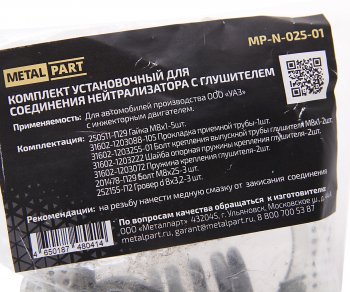 METAL PART
MP-N-025-01
КОМПЛЕКТ УСТАНОВОЧНЫЙ ДЛЯ
СОЕДИНЕНИЯ НЕЙТРАЛИЗАТОРА С ГЛУШИТЕЛЕМ
Применяемость: Для автомобилей производства ООО «УАЗ»
с инжекторным двигателем.
Комплектация: 250511-П29 Гайка М8х1-5шт.
31602-1203088-105 Прокладка приемной трубы-1шт.
31602-1203255-01 Болт крепления выпускной трубы глушителя М8х1-2шт.
31602-1203222 Шайба опорная пружины глушителя-2шт.
31602-1203072 Пружина крепления глушителя-2шт.
201478-П29 Болт М8х25-3 шт.
252155-П2 Гровер d 8х3,2-3 шт.
Рекомендации: на резьбу нанести медную смазку от закисания соединения
По вопросам качества обращаться к изготовителю:
ООО «Металпарт» 432045, г. Ульяновск, Московское ш.,
metalpart.ru, garant@metalpart.ru, 8 800 700 53 87
4 650187 480414